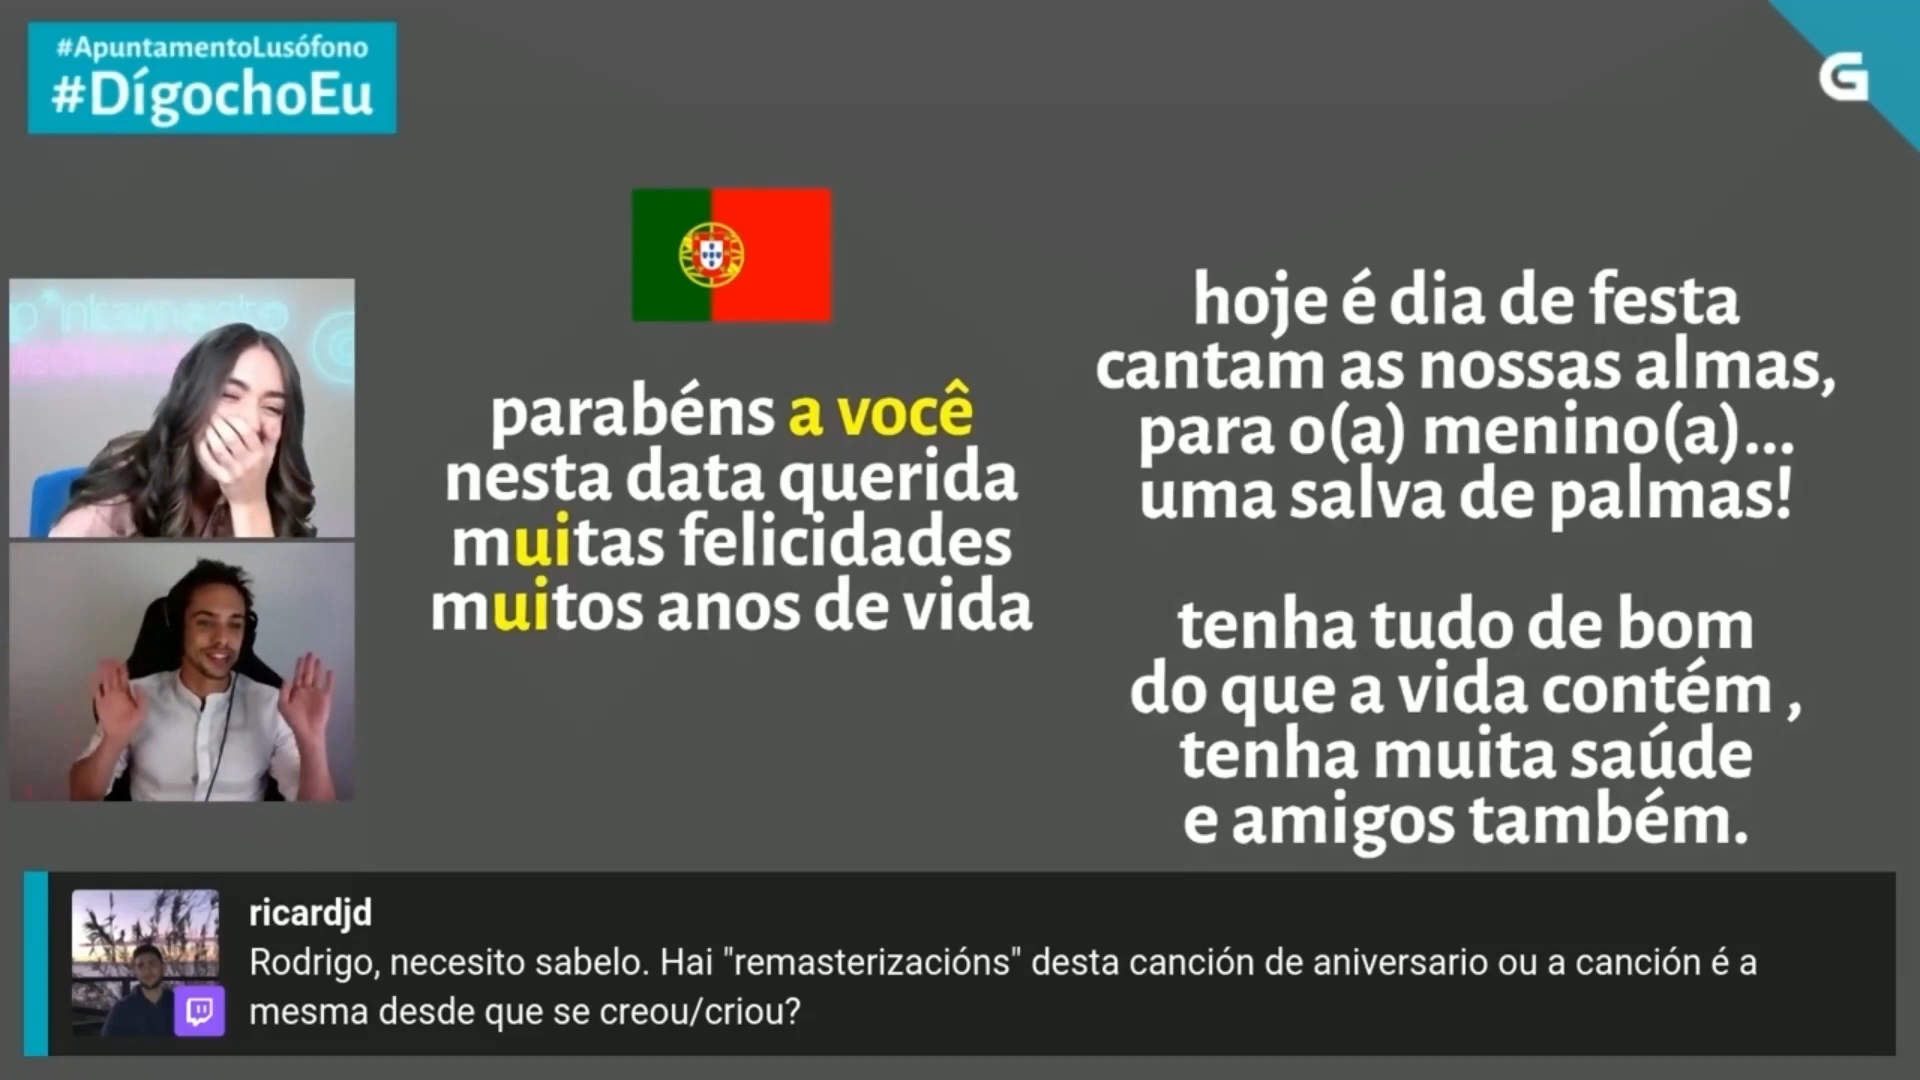 #ApuntamentoLusófono
#DígochoEu
G
parabéns a você
nesta data querida
muitas felicidades
muitos anos de vida
hoje é dia de festa
cantam as nossas almas,
para o(a) menino(a)...
uma salva de palmas!
tenha tudo de bom
do que a vida contém ,
tenha muita saúde
e amigos também.
ricardjd
Rodrigo, necesito sabelo. Hai "remasterizacións" desta canción de aniversario ou a canción é a
mesma desde que se creou/criou?